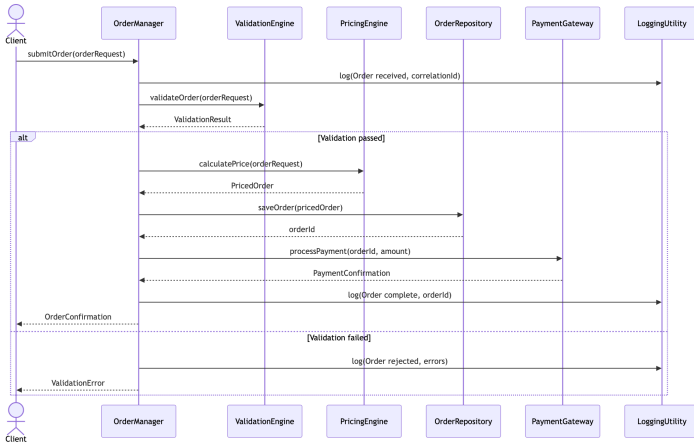 OrderManager
ValidationEngine
PricingEngine
OrderRepository
PaymentGateway
LoggingUtility
Client
submitOrder(orderRequest)
log(Order received, correlationId)
validateOrder(orderRequest)
ValidationResult
alt
[Validation passed]
calculatePrice(orderRequest)
PricedOrder
saveOrder(pricedOrder)
orderId
processPayment(orderId, amount)
PaymentConfirmation
log(Order complete, orderId)
OrderConfirmation
[Validation failed]
log(Order rejected, errors)
ValidationError
OrderManager
ValidationEngine
PricingEngine
OrderRepository
PaymentGateway
LoggingUtility
Client